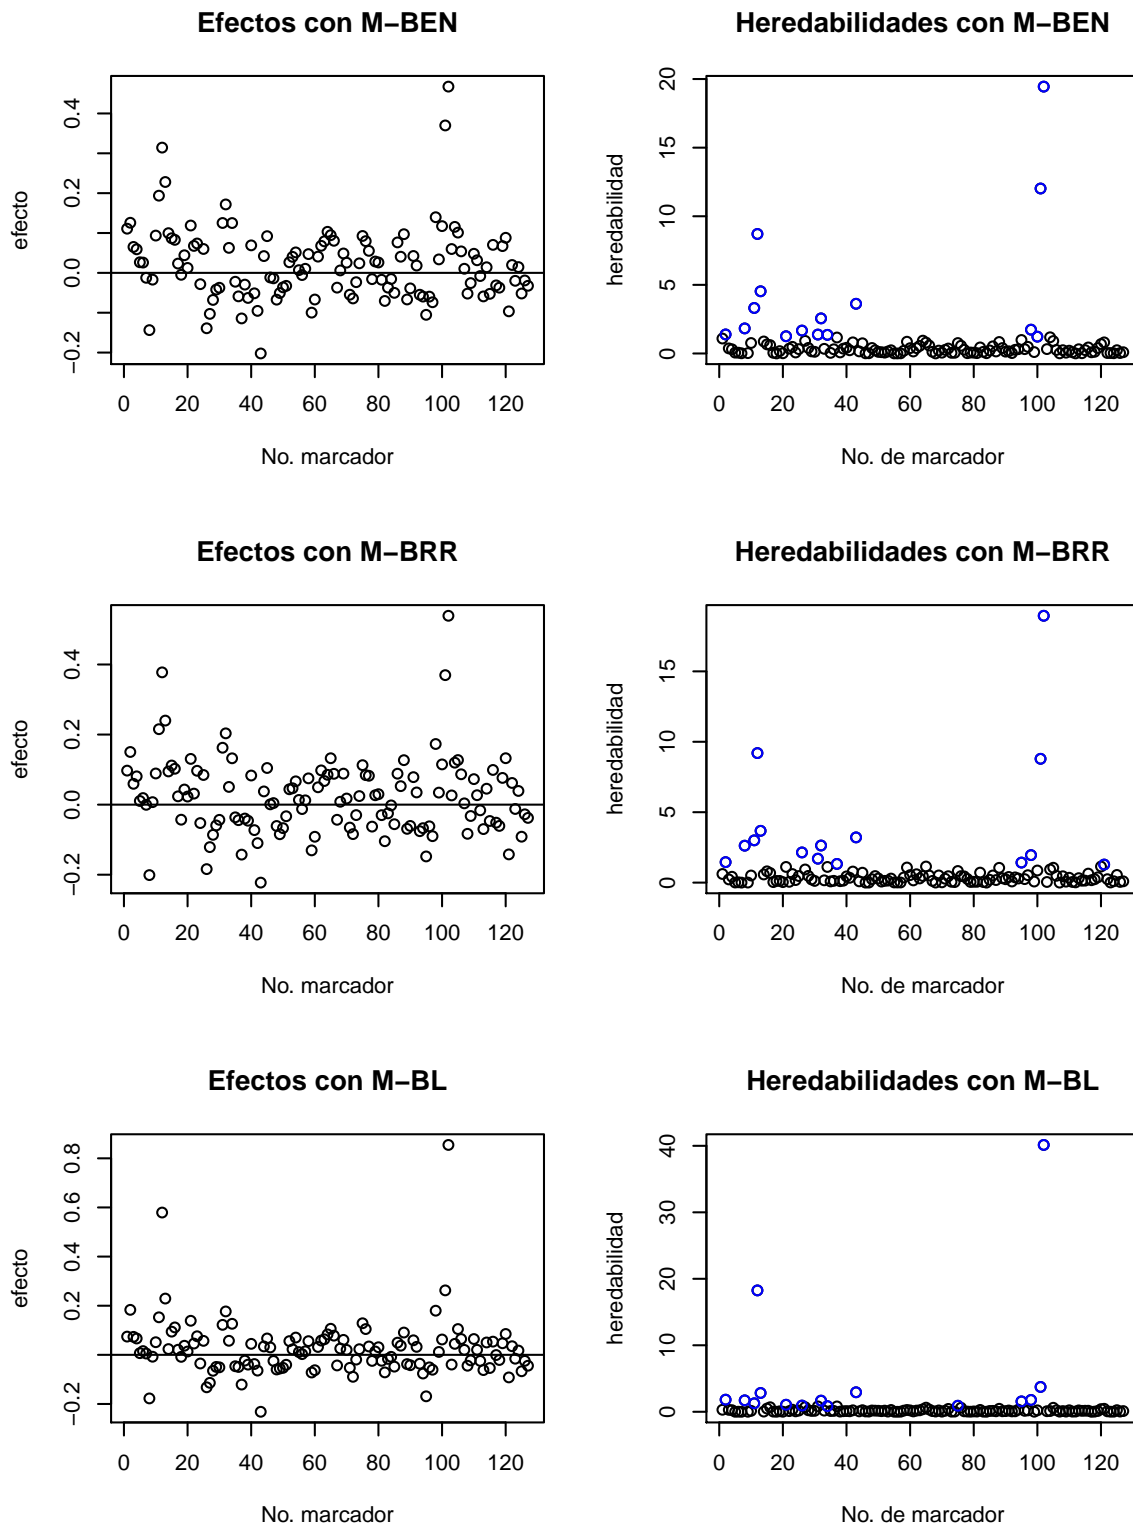 Efectos con M−BEN
efecto
−0.2 0.0 0.2 0.4
0 20 40 60 80 100 120
No. marcador
Heredabilidades con M−BEN
heredabilidad
0 5 10 15 20
0 20 40 60 80 100 120
No. de marcador
Efectos con M−BRR
efecto
−0.2 0.0 0.2 0.4
0 20 40 60 80 100 120
No. marcador
Heredabilidades con M−BRR
heredabilidad
0 5 10 15
0 20 40 60 80 100 120
No. de marcador
Efectos con M−BL
efecto
−0.2 0.2 0.4 0.6 0.8
0 20 40 60 80 100 120
No. marcador
Heredabilidades con M−BL
heredabilidad
0 10 20 30 40
0 20 40 60 80 100 120
No. de marcador